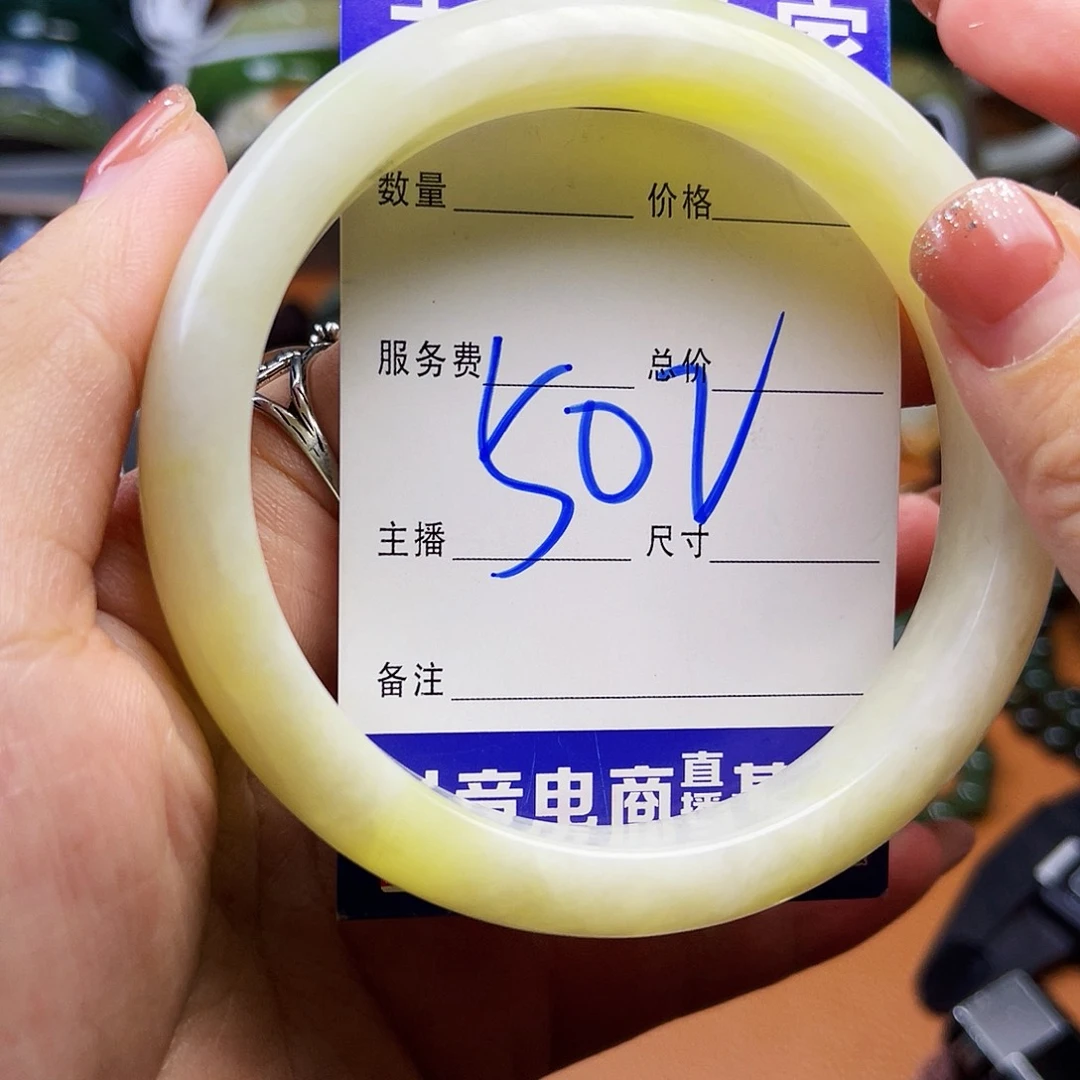 家
数量 价格
服务费 总价
50V
主播 尺寸
备注
电商直播